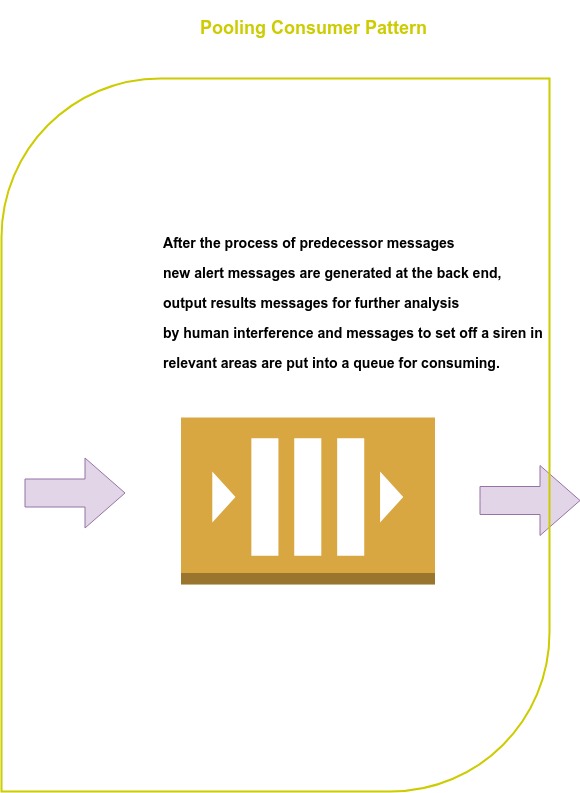 Pooling Consumer Pattern
After the process of predecessor messages
new alert messages are generated at the back end,
output results messages for further analysis
by human interference and messages to set off a siren in
relevant areas are put into a queue for consuming.